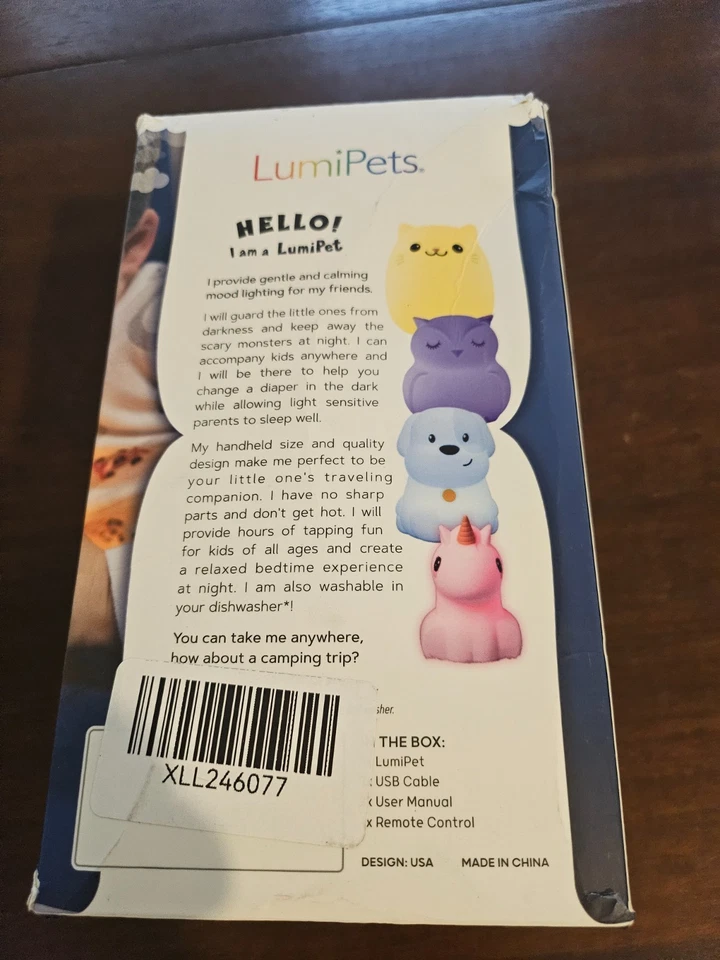 LumiPets®
HELLO!
I am a LumiPet
I provide gentle and calming
mood lighting for my friends.
I will guard the little ones from
darkness and keep away the
scary monsters at night. I can
accompany kids anywhere and
I will be there to help you
change a diaper in the dark
while allowing light sensitive
parents to sleep well.
My handheld size and quality
design make me perfect to be
your little one's traveling
companion. I have no sharp
parts and don't get hot. I will
provide hours of tapping fun
for kids of all ages and create
a relaxed bedtime experience
at night. I am also washable in
your dishwasher*!
You can take me anywhere,
how about a camping trip?
sher.
THE BOX:
LumiPet
USB Cable
x User Manual
x Remote Control
XLL246077
DESIGN: USA MADE IN CHINA